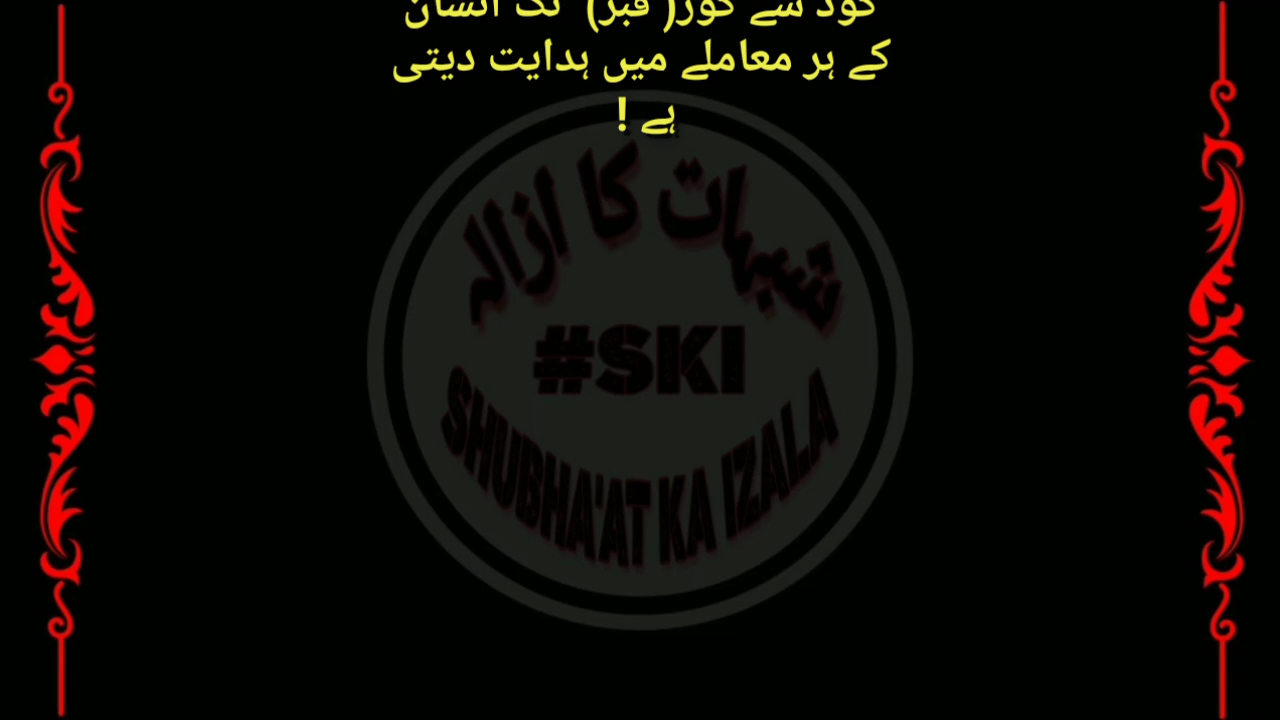 گود سے گور( قبر) تک انسان
کے ہر معاملے میں ہدایت دیتی
ہے !
شبہات کا ازالہ
#SKI
SHUBHA'AT KA IZALA